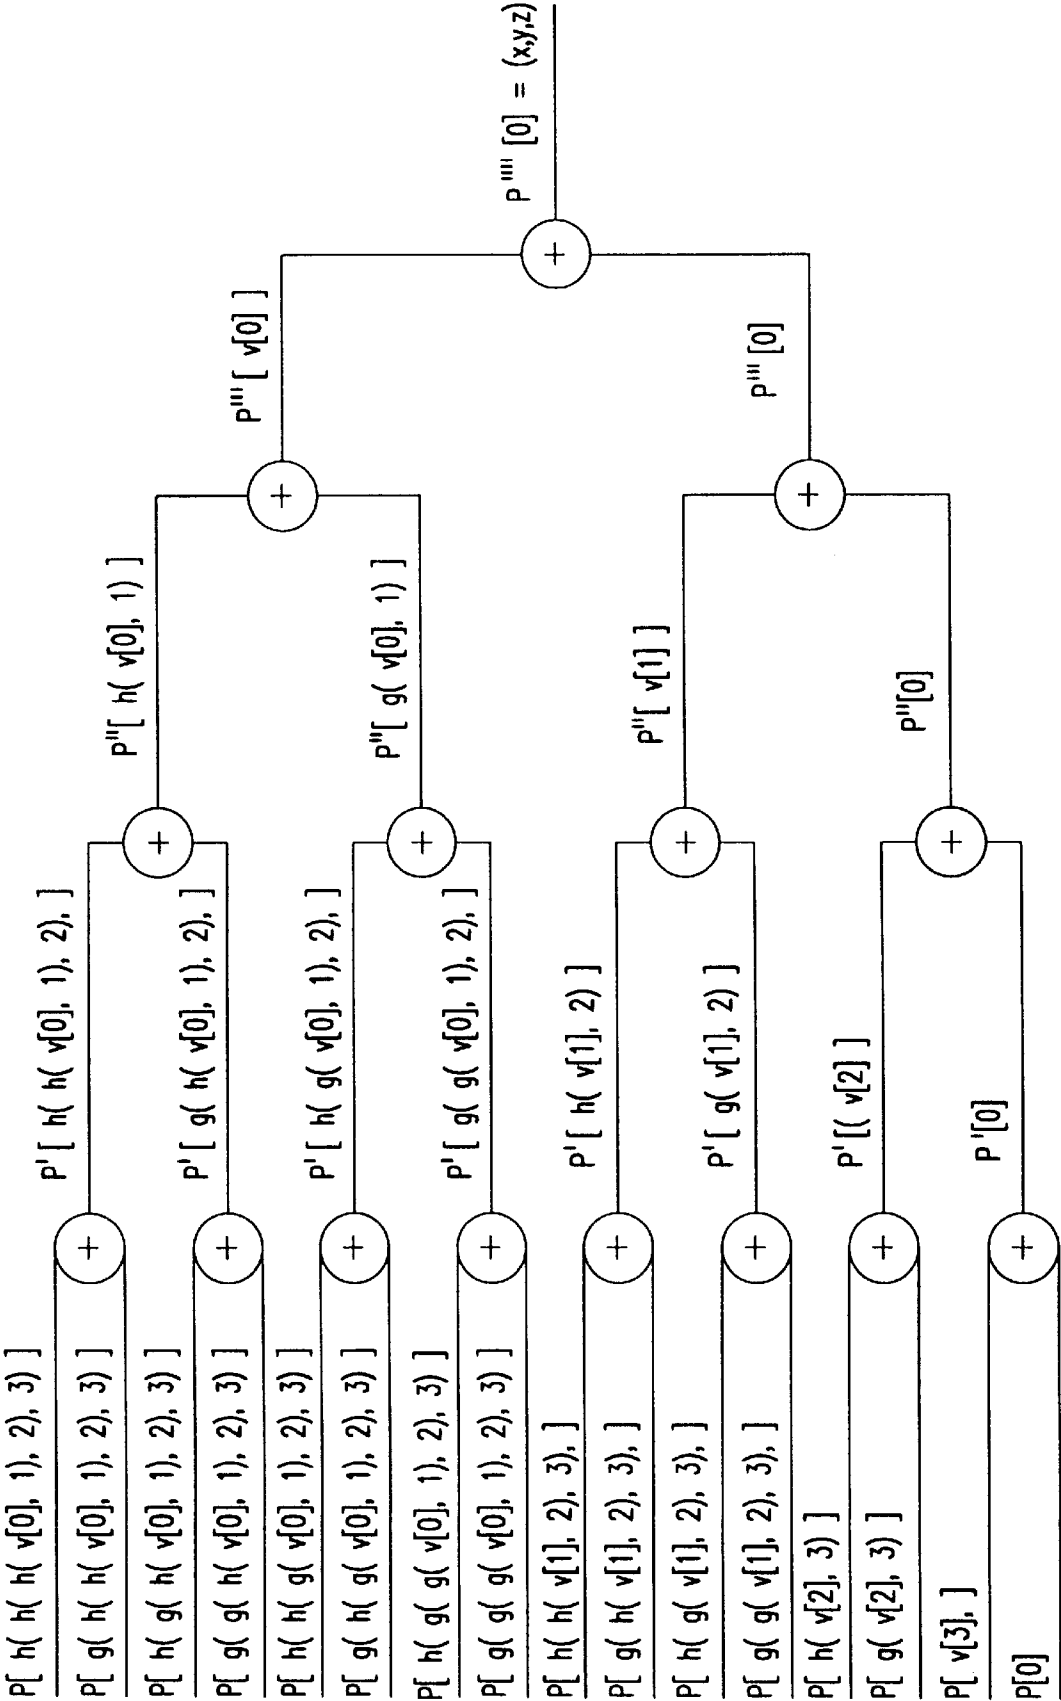 P[ h( h( h( v[0], 1), 2), 3) ]
P[ g( h( h( v[0], 1), 2), 3) ]
P[ h( g( h( v[0], 1), 2), 3) ]
P[ g( g( h( v[0], 1), 2), 3) ]
P[ h( h( g( v[0], 1), 2), 3) ]
P[ g( h( g( v[0], 1), 2), 3) ]
P[ h( g( g( v[0], 1), 2), 3) ]
P[ g( g( g( v[0], 1), 2), 3) ]
P[ h( h( v[1], 2), 3), ]
P[ g( h( v[1], 2), 3), ]
P[ h( g( v[1], 2), 3), ]
P[ g( g( v[1], 2), 3), ]
P[ h( v[2], 3) ]
P[ g( v[2], 3) ]
P[ v[3], ]
P[0]
+
+
+
+
+
+
+
+
P'[ h( h( v[0], 1), 2), ]
P'[ g( h( v[0], 1), 2), ]
P'[ h( g( v[0], 1), 2), ]
P'[ g( g( v[0], 1), 2), ]
P'[ h( v[1], 2) ]
P'[ g( v[1], 2) ]
P'[( v[2] ]
P'[0]
+
+
+
+
P''[ h( v[0], 1) ]
P''[ g( v[0], 1) ]
P''[ v[1] ]
P''[0]
+
+
P'''[ v[0] ]
P'''[0]
+
P''''[0] = (x,y,z)